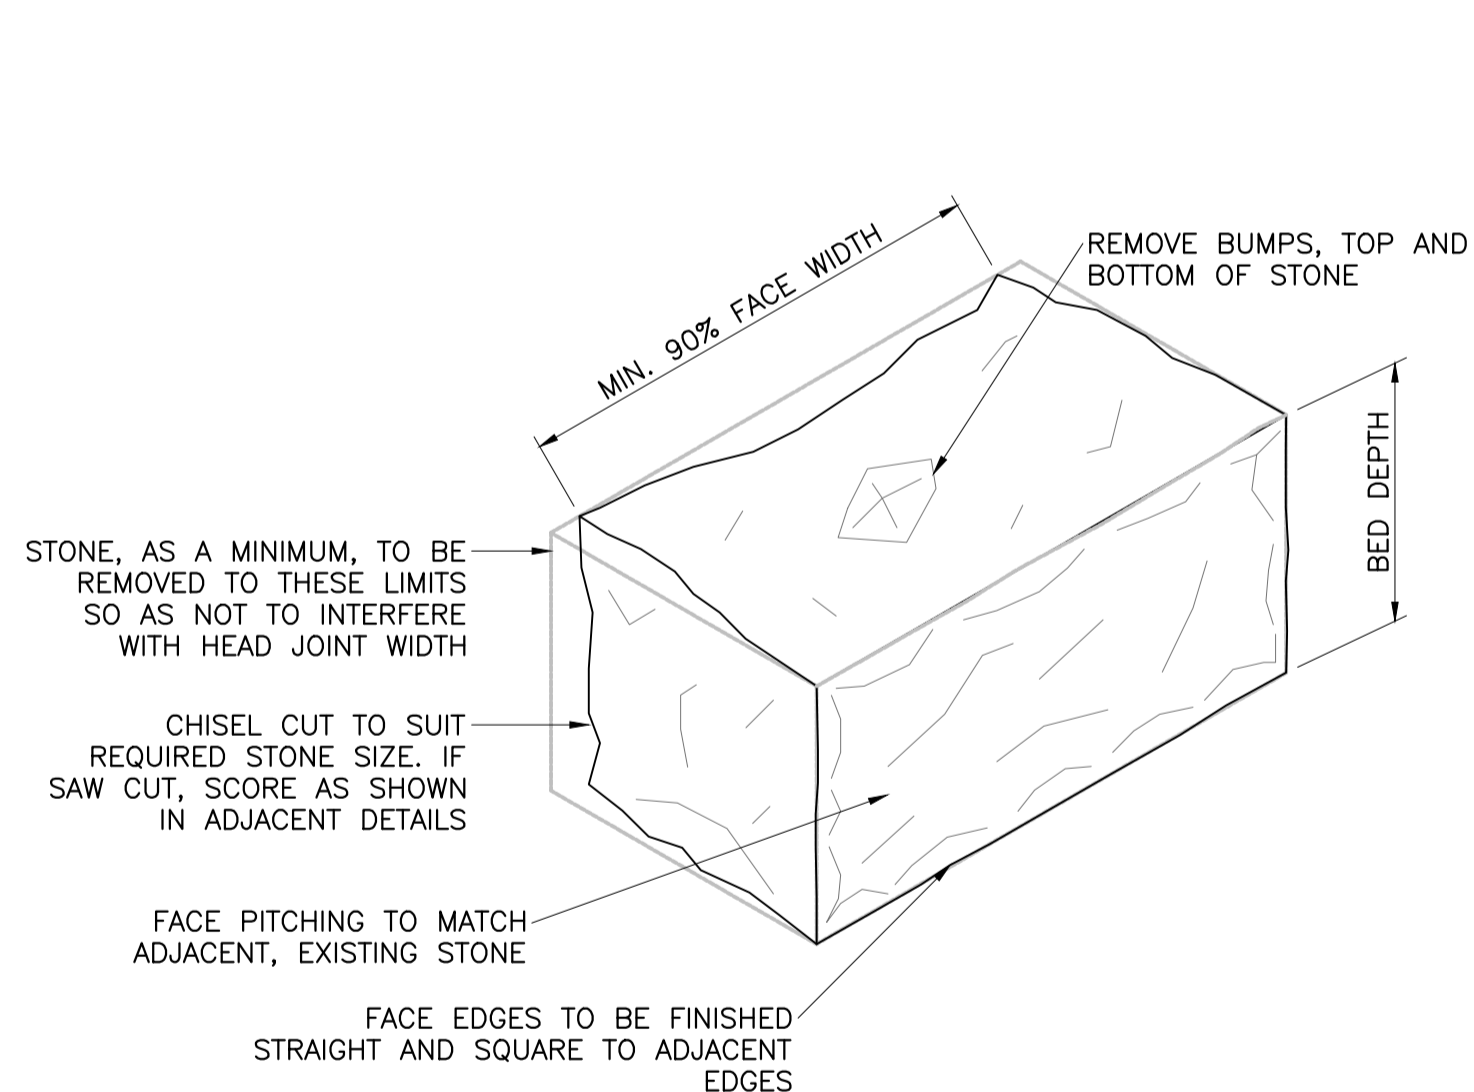 MIN. 90% FACE WIDTH
REMOVE BUMPS, TOP AND
BOTTOM OF STONE
BED DEPTH
STONE, AS A MINIMUM, TO BE
REMOVED TO THESE LIMITS
SO AS NOT TO INTERFERE
WITH HEAD JOINT WIDTH
CHISEL CUT TO SUIT
REQUIRED STONE SIZE. IF
SAW CUT, SCORE AS SHOWN
IN ADJACENT DETAILS
FACE PITCHING TO MATCH
ADJACENT, EXISTING STONE
FACE EDGES TO BE FINISHED
STRAIGHT AND SQUARE TO ADJACENT
EDGES